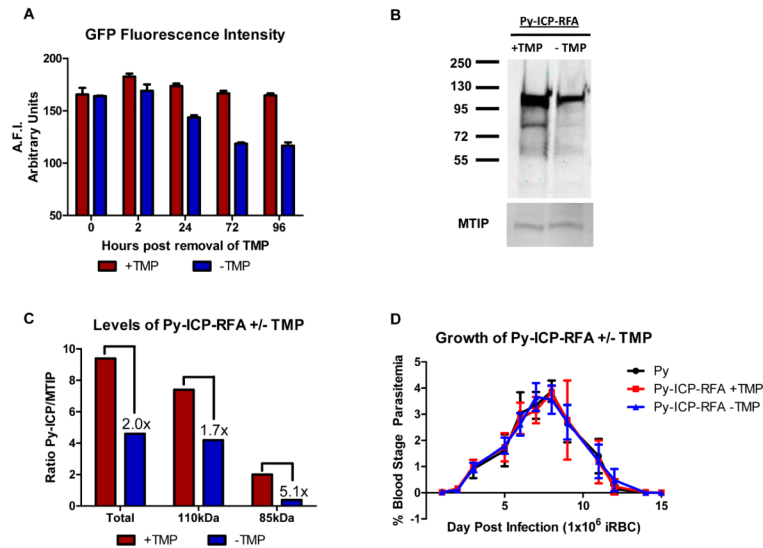 A
GFP Fluorescence Intensity
A.F.I.
Arbitrary Units
200
150
100
50
0
2
24
72
96
Hours post removal of TMP
+TMP
-TMP
B
Py-ICP-RFA
+TMP - TMP
250
130
95
72
55
MTIP
C
Levels of Py-ICP-RFA +/- TMP
Ratio Py-ICP/MTIP
10
8
6
4
2
0
2.0x
1.7x
5.1x
Total
110kDa
85kDa
+TMP
-TMP
D
Growth of Py-ICP-RFA +/- TMP
% Blood Stage Parasitemia
5
4
3
2
1
0
-1
5
10
15
Day Post Infection (1x10⁶ iRBC)
Py
Py-ICP-RFA +TMP
Py-ICP-RFA -TMP